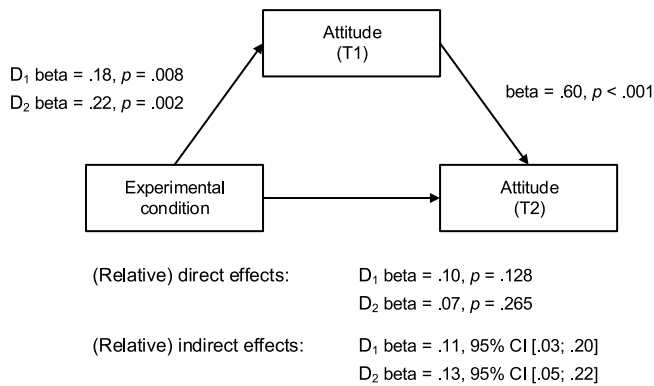 Attitude
(T1)
D₁ beta = .18, p = .008
D₂ beta = .22, p = .002
beta = .60, p < .001
Experimental
condition
Attitude
(T2)
(Relative) direct effects: D₁ beta = .10, p = .128
D₂ beta = .07, p = .265
(Relative) indirect effects: D₁ beta = .11, 95% CI [.03; .20]
D₂ beta = .13, 95% CI [.05; .22]